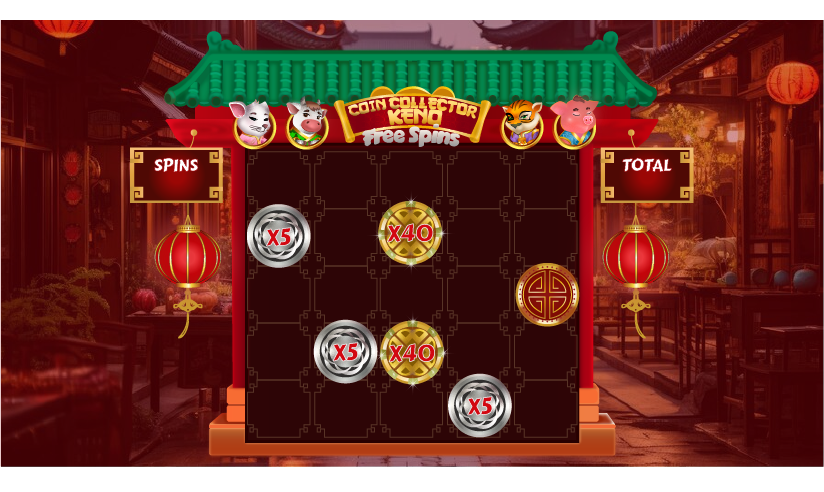 COIN COLLECTOR
KENO
Free Spins
SPINS
TOTAL
X5
X40
X5
X40
X5